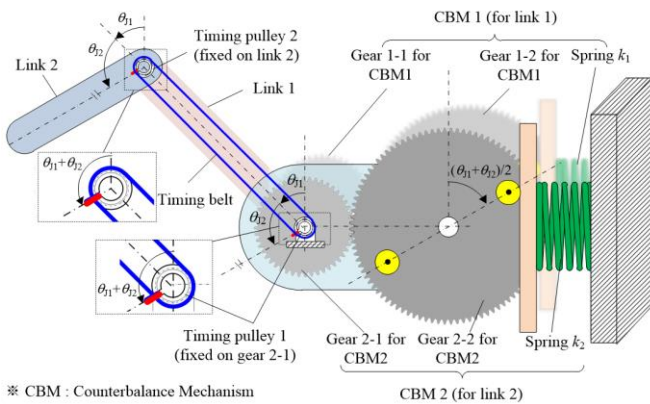 CBM 1 (for link 1)
θJ1
θJ2
Timing pulley 2
(fixed on link 2)
Gear 1-1 for
CBM1
Gear 1-2 for
CBM1
Spring k1
Link 2
Link 1
θJ1+θJ2
Timing belt
θJ1
θJ2
(θJ1+θJ2)/2
θJ1+θJ2
Timing pulley 1
(fixed on gear 2-1)
Gear 2-1 for
CBM2
Gear 2-2 for
CBM2
Spring k2
CBM 2 (for link 2)
※ CBM : Counterbalance Mechanism